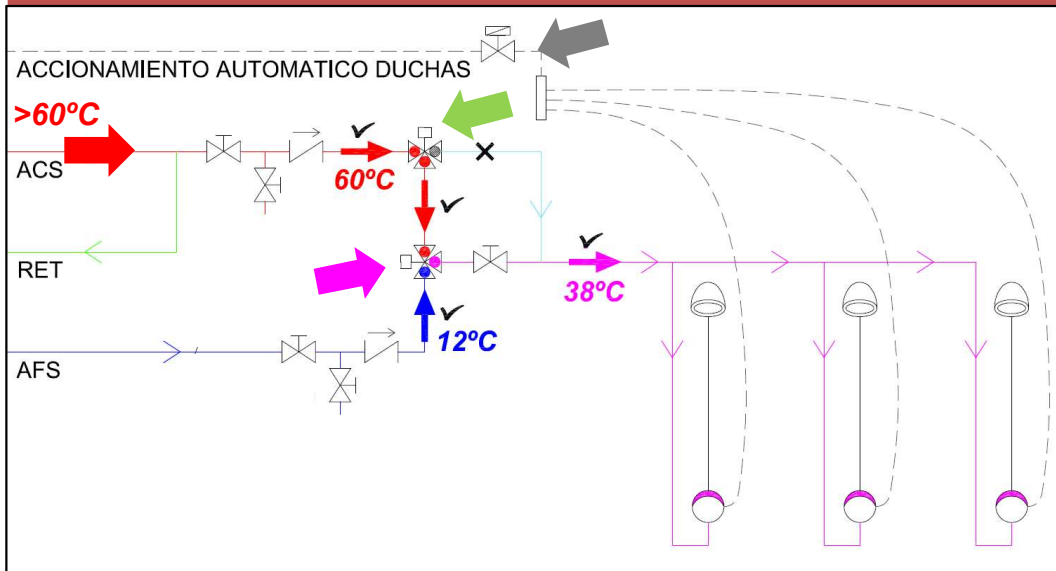 ACCIONAMIENTO AUTOMATICO DUCHAS
>60ºC
ACS
60ºC
RET
38ºC
12ºC
AFS